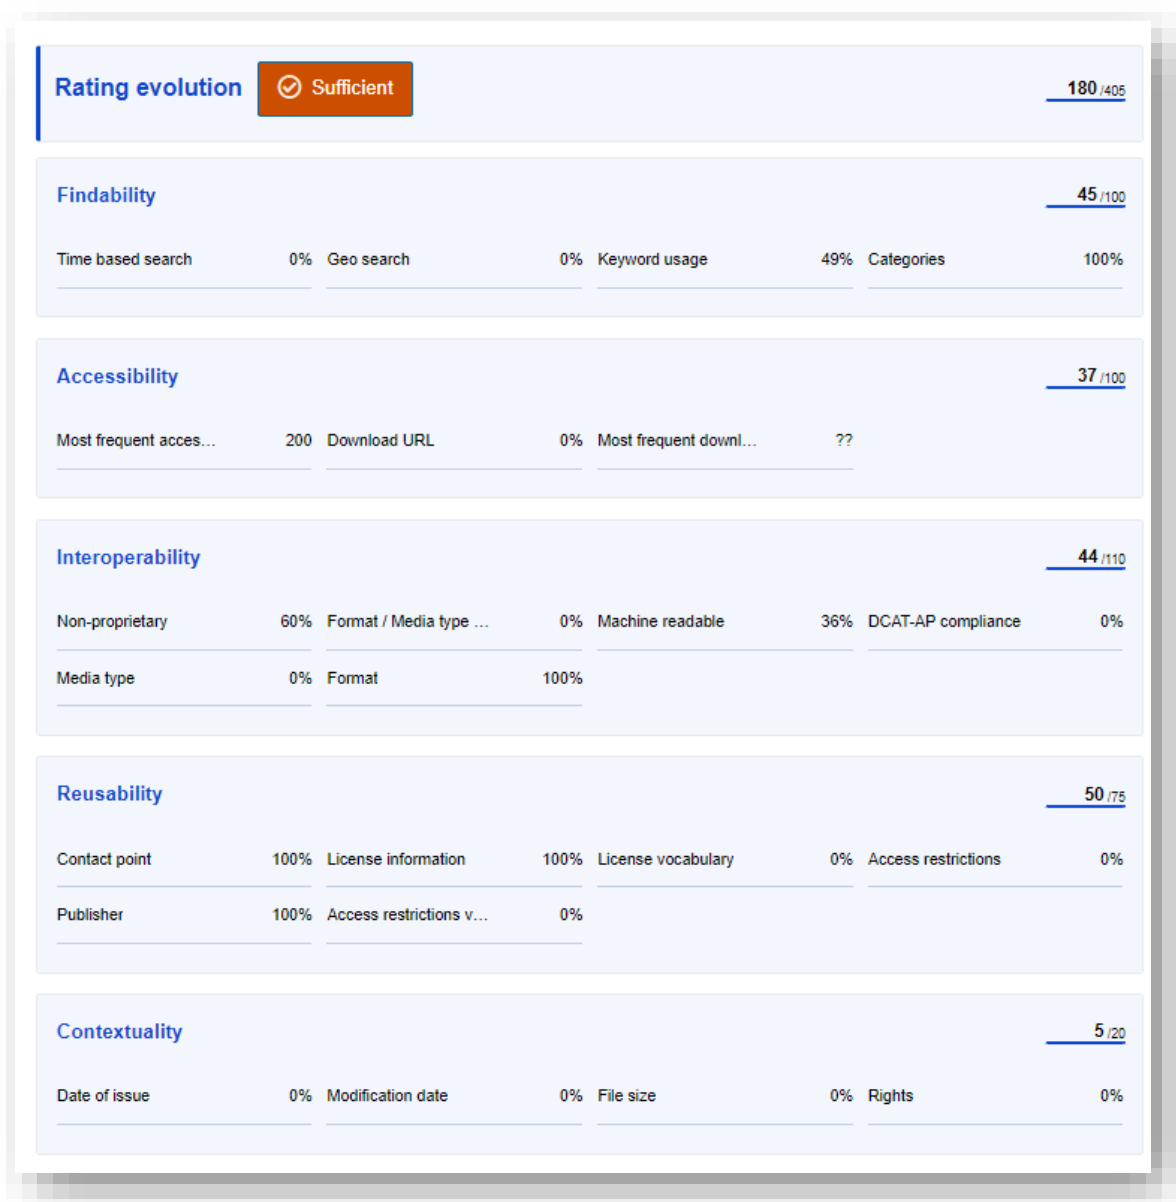 Rating evolution Sufficient 180 /405
Findability 45 /100
Time based search 0% Geo search 0% Keyword usage 49% Categories 100%
Accessibility 37 /100
Most frequent acces... 200 Download URL 0% Most frequent downl... ??
Interoperability 44 /110
Non-proprietary 60% Format / Media type ... 0% Machine readable 36% DCAT-AP compliance 0%
Media type 0% Format 100%
Reusability 50 /75
Contact point 100% License information 100% License vocabulary 0% Access restrictions 0%
Publisher 100% Access restrictions v... 0%
Contextuality 5 /20
Date of issue 0% Modification date 0% File size 0% Rights 0%